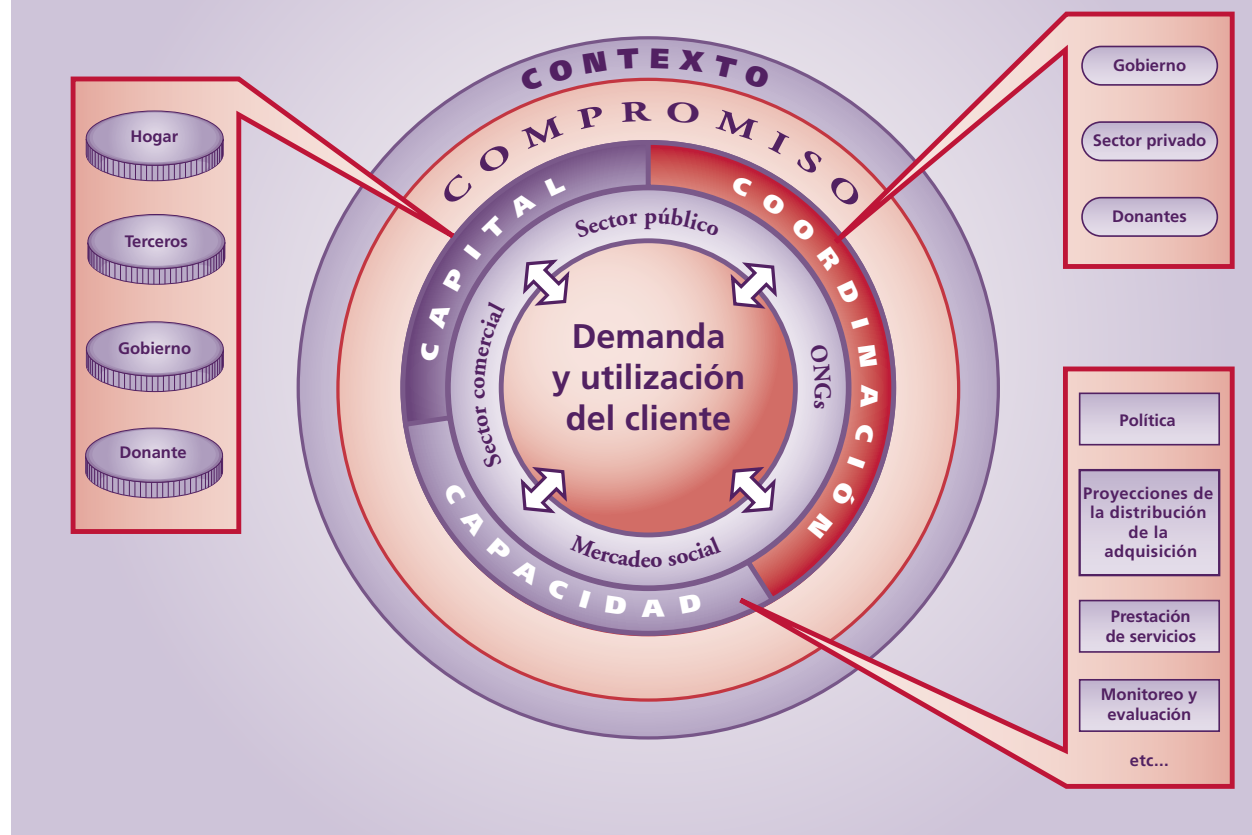 CONTEXTO
COMPROMISO
CAPITAL
COORDINACIÓN
CAPACIDAD
Sector público
Sector comercial
ONGs
Mercadeo social
Demanda
y utilización
del cliente
Hogar
Terceros
Gobierno
Donante
Gobierno
Sector privado
Donantes
Política
Proyecciones de
la distribución
de la
adquisición
Prestación
de servicios
Monitoreo y
evaluación
etc...